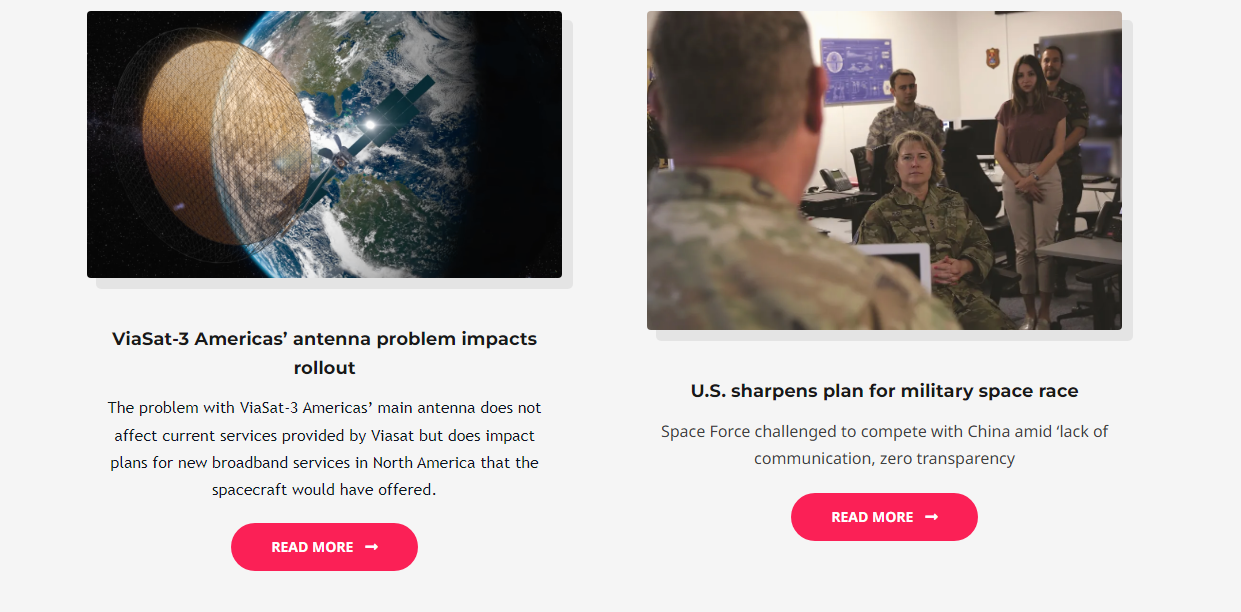 ViaSat-3 Americas’ antenna problem impacts
rollout
The problem with ViaSat-3 Americas’ main antenna does not
affect current services provided by Viasat but does impact
plans for new broadband services in North America that the
spacecraft would have offered.
READ MORE
U.S. sharpens plan for military space race
Space Force challenged to compete with China amid ‘lack of
communication, zero transparency
READ MORE